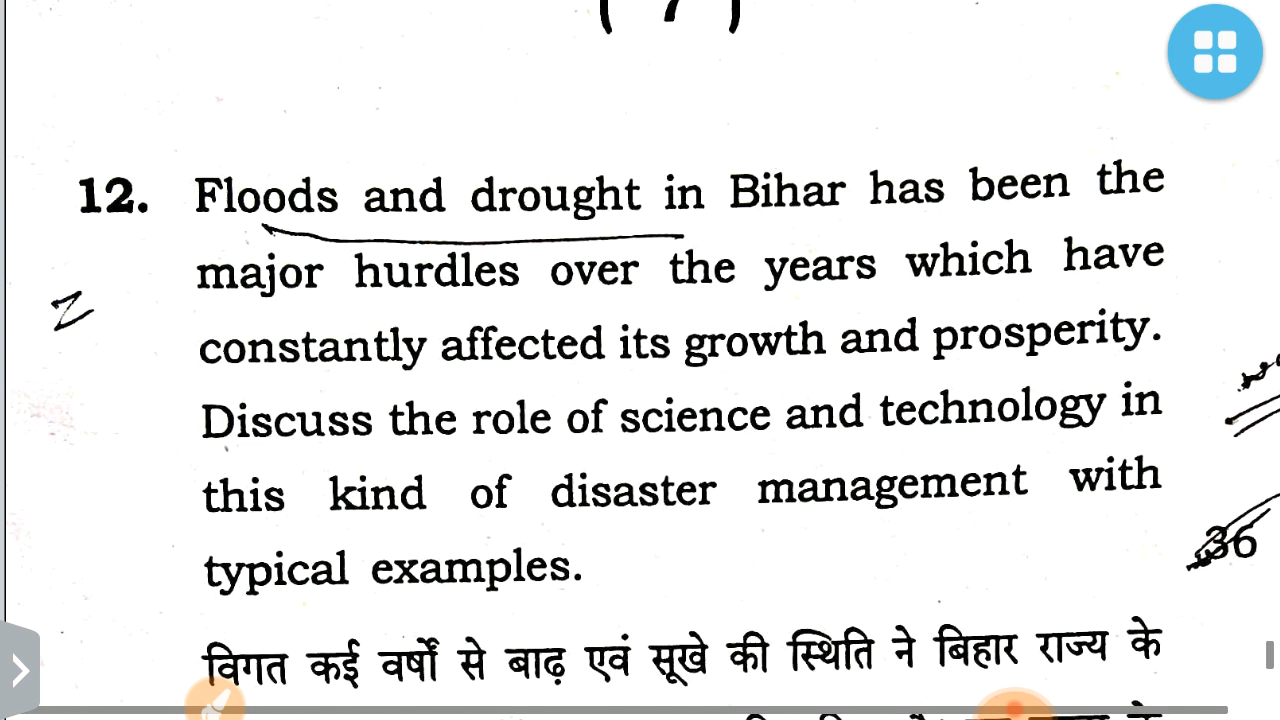 ( 7 )
12. Floods and drought in Bihar has been the
major hurdles over the years which have
constantly affected its growth and prosperity.
Discuss the role of science and technology in
this kind of disaster management with
typical examples.
36
विगत कई वर्षों से बाढ़ एवं सूखे की स्थिति ने बिहार राज्य के